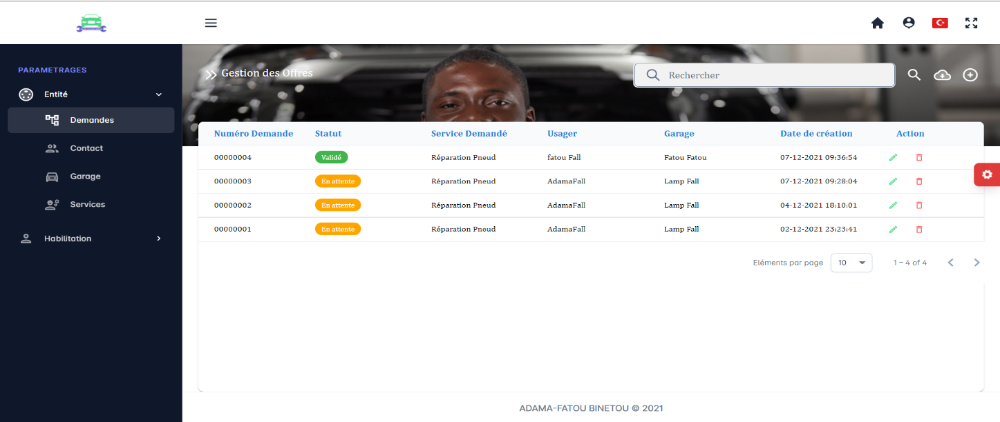 PARAMETRAGES
Entité
Demandes
Contact
Garage
Services
Habilitation
Gestion des Offres
Rechercher
Numéro Demande Statut Service Demandé Usager Garage Date de création Action
00000004 Validé Réparation Pneud fatou Fall Fatou Fatou 07-12-2021 09:36:54
00000003 En attente Réparation Pneud AdamaFall Lamp Fall 07-12-2021 09:28:04
00000002 En attente Réparation Pneud AdamaFall Lamp Fall 04-12-2021 18:10:01
00000001 En attente Réparation Pneud AdamaFall Lamp Fall 02-12-2021 23:23:41
Eléments par page 10 1 – 4 of 4
ADAMA-FATOU BINETOU © 2021